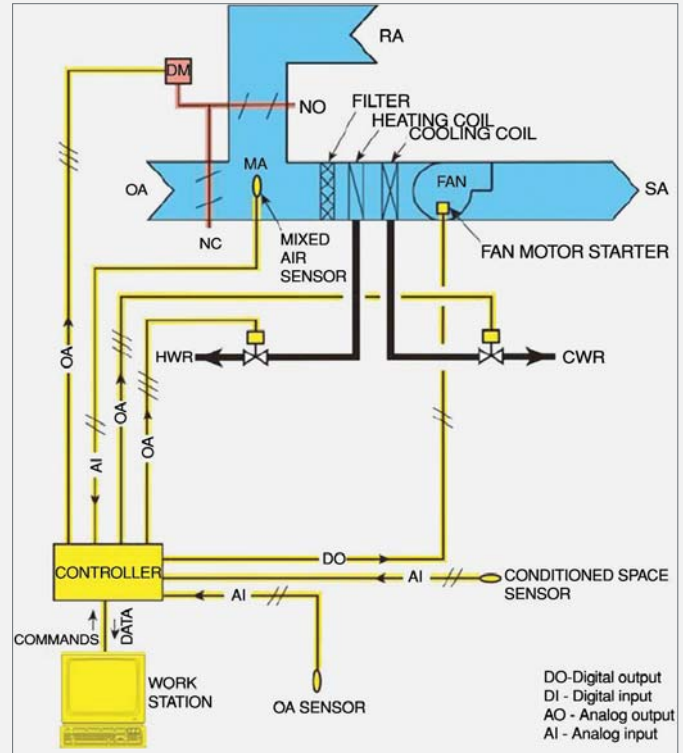 RA
DM
NO
FILTER
HEATING COIL
COOLING COIL
OA
MA
FAN
SA
NC
MIXED
AIR
SENSOR
FAN MOTOR STARTER
HWR
CWR
OA
AI
OA
OA
DO
CONTROLLER
AI
CONDITIONED SPACE
SENSOR
AI
COMMANDS
DATA
WORK
STATION
OA SENSOR
DO-Digital output
DI - Digital input
AO - Analog output
AI - Analog input